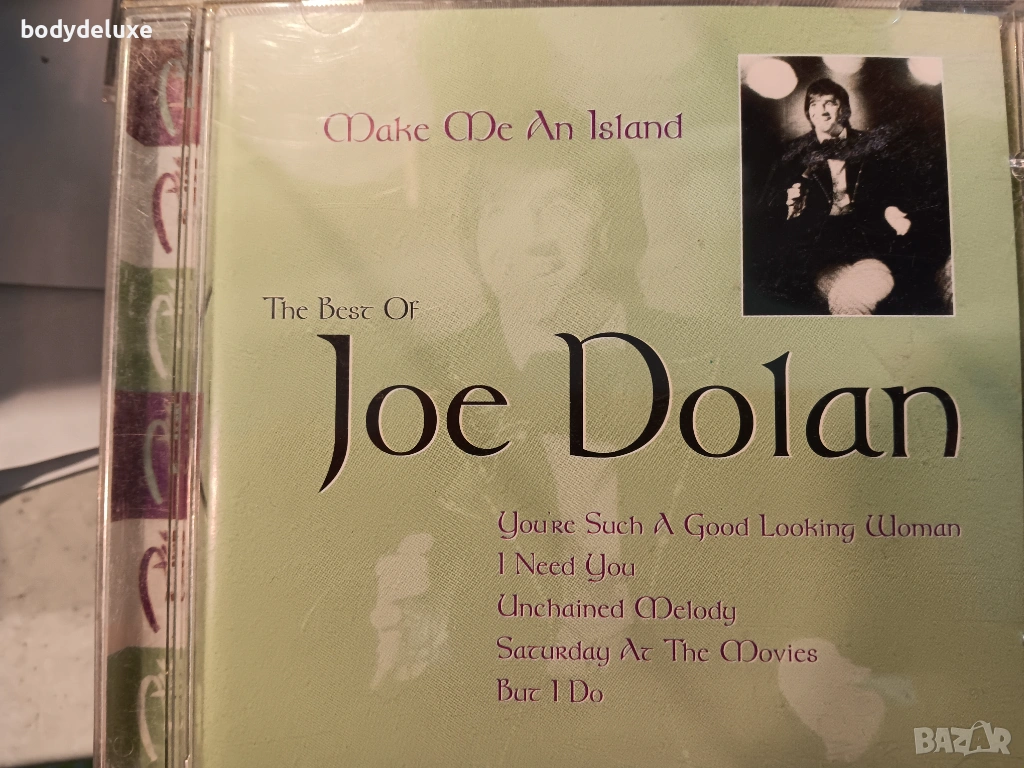 bodydeluxe
Make Me An Island
The Best Of
Joe Dolan
You're Such A Good Looking Woman
I Need You
Unchained Melody
Saturday At The Movies
But I Do
BAZAR